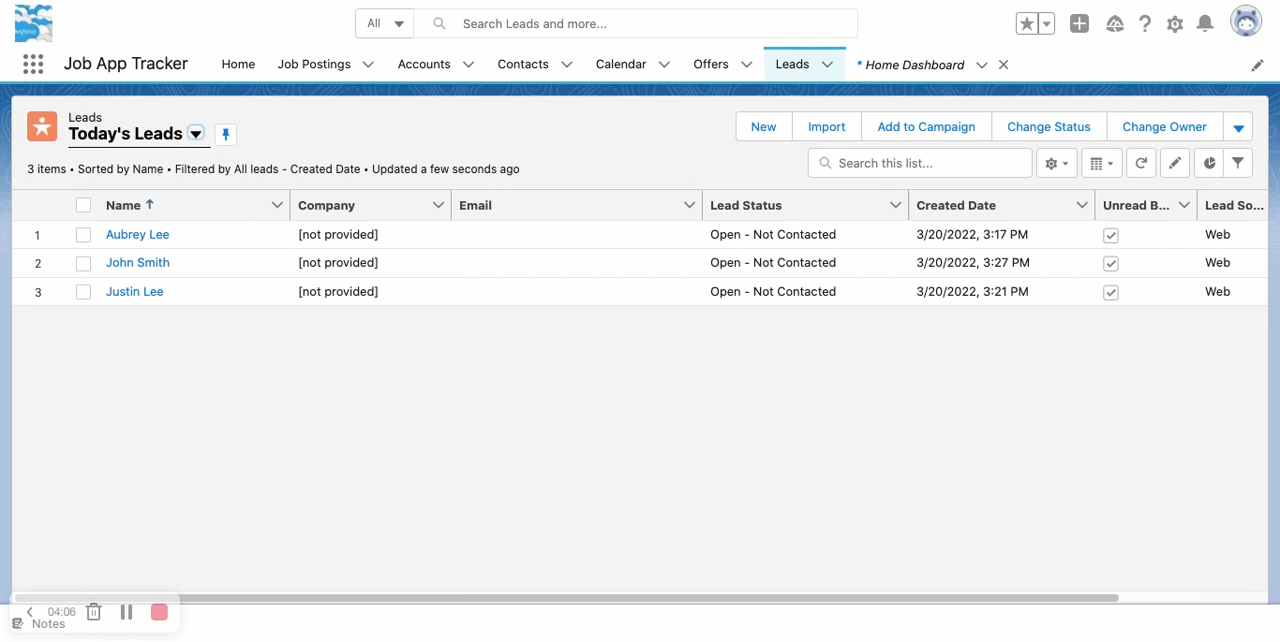 All
Search Leads and more...
Job App Tracker
Home
Job Postings
Accounts
Contacts
Calendar
Offers
Leads
* Home Dashboard
Leads
Today's Leads
New
Import
Add to Campaign
Change Status
Change Owner
3 items • Sorted by Name • Filtered by All leads - Created Date • Updated a few seconds ago
Search this list...
Name
Company
Email
Lead Status
Created Date
Unread B...
Lead So...
1 Aubrey Lee [not provided] Open - Not Contacted 3/20/2022, 3:17 PM Web
2 John Smith [not provided] Open - Not Contacted 3/20/2022, 3:27 PM Web
3 Justin Lee [not provided] Open - Not Contacted 3/20/2022, 3:21 PM Web
04:06
Notes